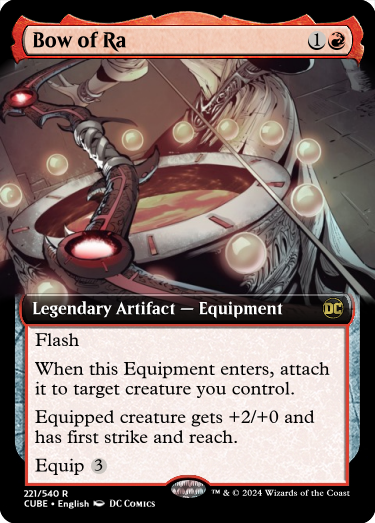 Bow of Ra 1
Legendary Artifact — Equipment DC
Flash
When this Equipment enters, attach
it to target creature you control.
Equipped creature gets +2/+0 and
has first strike and reach.
Equip 3
221/540 R
CUBE • English DC Comics ™ & © 2024 Wizards of the Coast